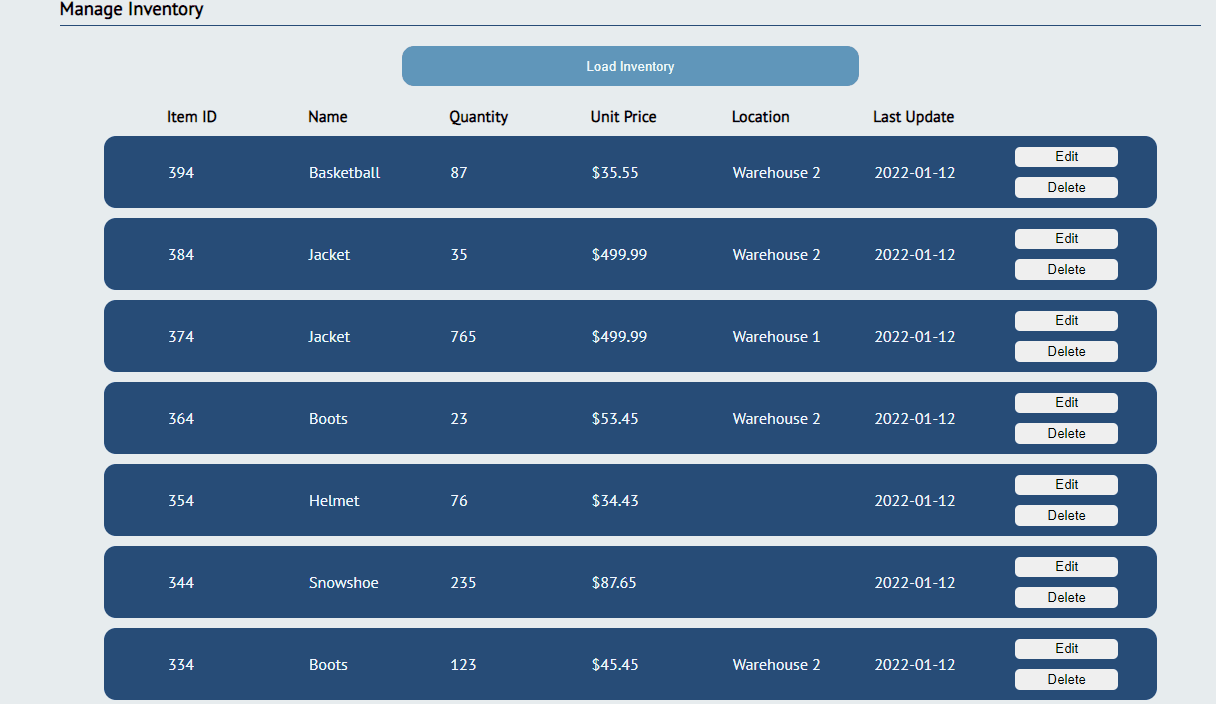 Manage Inventory
Load Inventory
Item ID Name Quantity Unit Price Location Last Update
394 Basketball 87 $35.55 Warehouse 2 2022-01-12 Edit
Delete
384 Jacket 35 $499.99 Warehouse 2 2022-01-12 Edit
Delete
374 Jacket 765 $499.99 Warehouse 1 2022-01-12 Edit
Delete
364 Boots 23 $53.45 Warehouse 2 2022-01-12 Edit
Delete
354 Helmet 76 $34.43 2022-01-12 Edit
Delete
344 Snowshoe 235 $87.65 2022-01-12 Edit
Delete
334 Boots 123 $45.45 Warehouse 2 2022-01-12 Edit
Delete